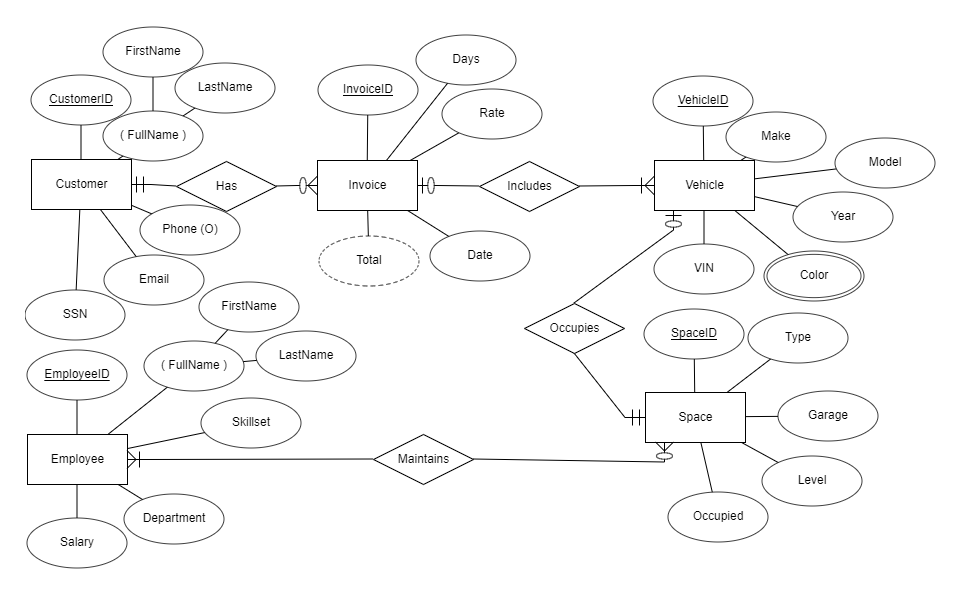 FirstName
Days
LastName
InvoiceID
CustomerID
VehicleID
Rate
( FullName )
Make
Model
Customer
Has
Invoice
Includes
Vehicle
Year
Phone (O)
Date
Total
VIN
Color
Email
FirstName
SSN
Occupies
SpaceID
Type
LastName
( FullName )
EmployeeID
Garage
Space
Skillset
Employee
Maintains
Level
Occupied
Department
Salary